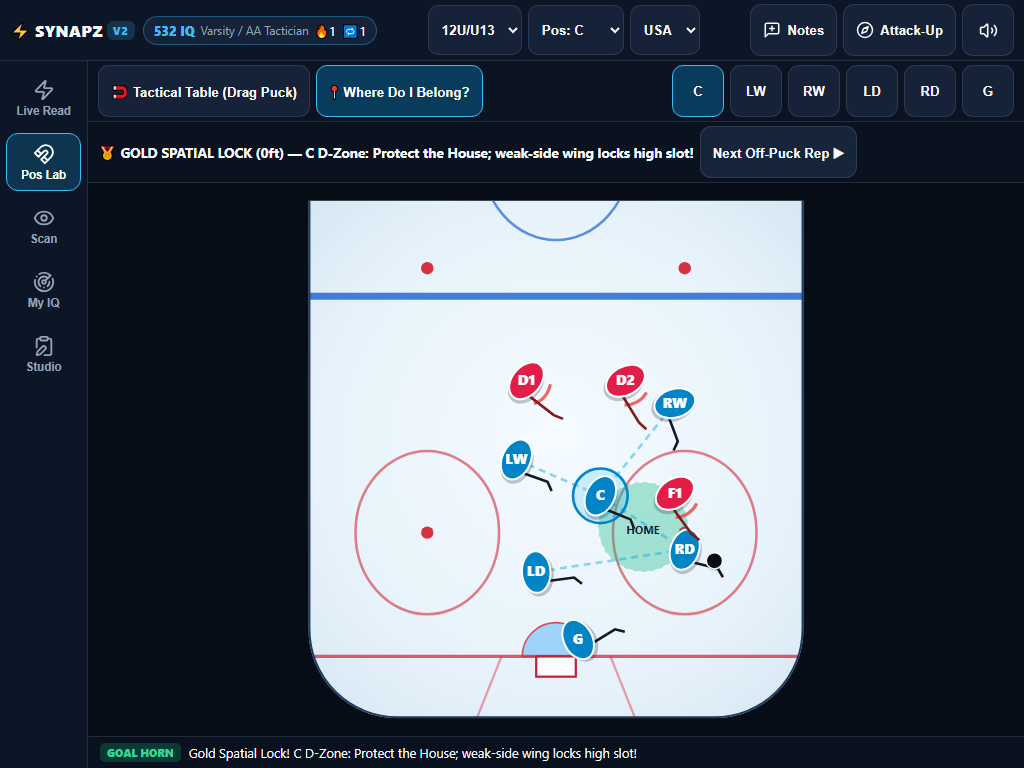 SYNAPZ V2
532 IQ Varsity / AA Tactician 🔥1 🔁1
12U/U13
Pos: C
USA
Notes
Attack-Up
Live Read
Pos Lab
Scan
My IQ
Studio
Tactical Table (Drag Puck)
Where Do I Belong?
C
LW
RW
LD
RD
G
🏅 GOLD SPATIAL LOCK (0ft) — C D-Zone: Protect the House; weak-side wing locks high slot!
Next Off-Puck Rep ▶
D1
D2
RW
LW
C
F1
HOME
RD
LD
G
GOAL HORN Gold Spatial Lock! C D-Zone: Protect the House; weak-side wing locks high slot!